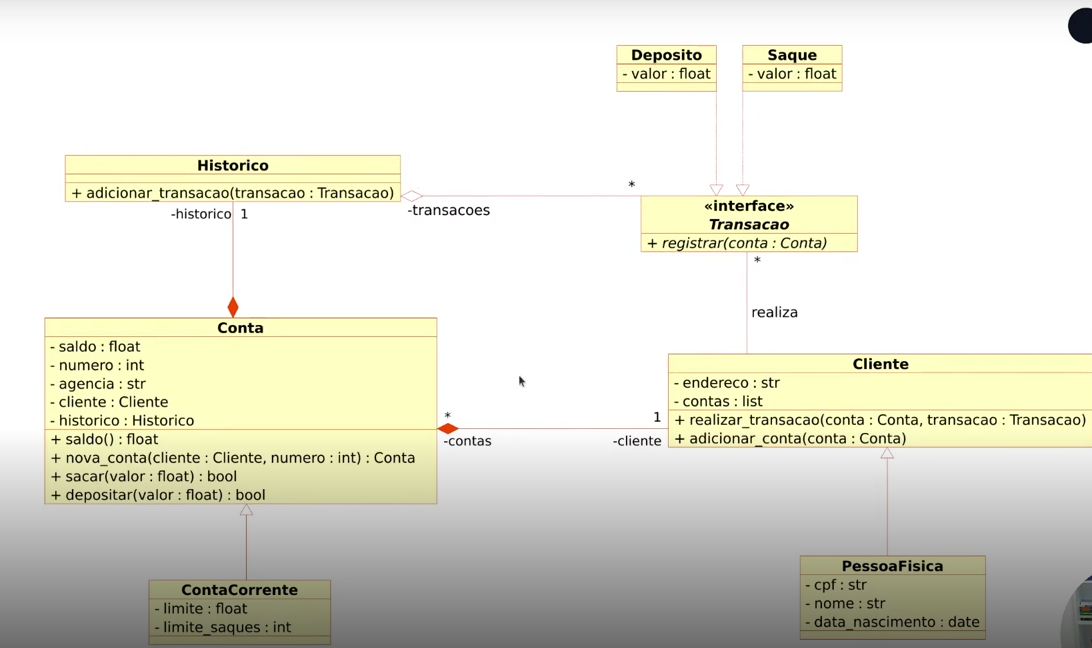 Deposito
- valor : float
Saque
- valor : float
Historico
+ adicionar_transacao(transacao : Transacao)
-historico 1
-transacoes
*
«interface»
Transacao
+ registrar(conta : Conta)
*
realiza
Conta
- saldo : float
- numero : int
- agencia : str
- cliente : Cliente
- historico : Historico
+ saldo() : float
+ nova_conta(cliente : Cliente, numero : int) : Conta
+ sacar(valor : float) : bool
+ depositar(valor : float) : bool
*
-contas
1
-cliente
Cliente
- endereco : str
- contas : list
+ realizar_transacao(conta : Conta, transacao : Transacao)
+ adicionar_conta(conta : Conta)
ContaCorrente
- limite : float
- limite_saques : int
PessoaFisica
- cpf : str
- nome : str
- data_nascimento : date